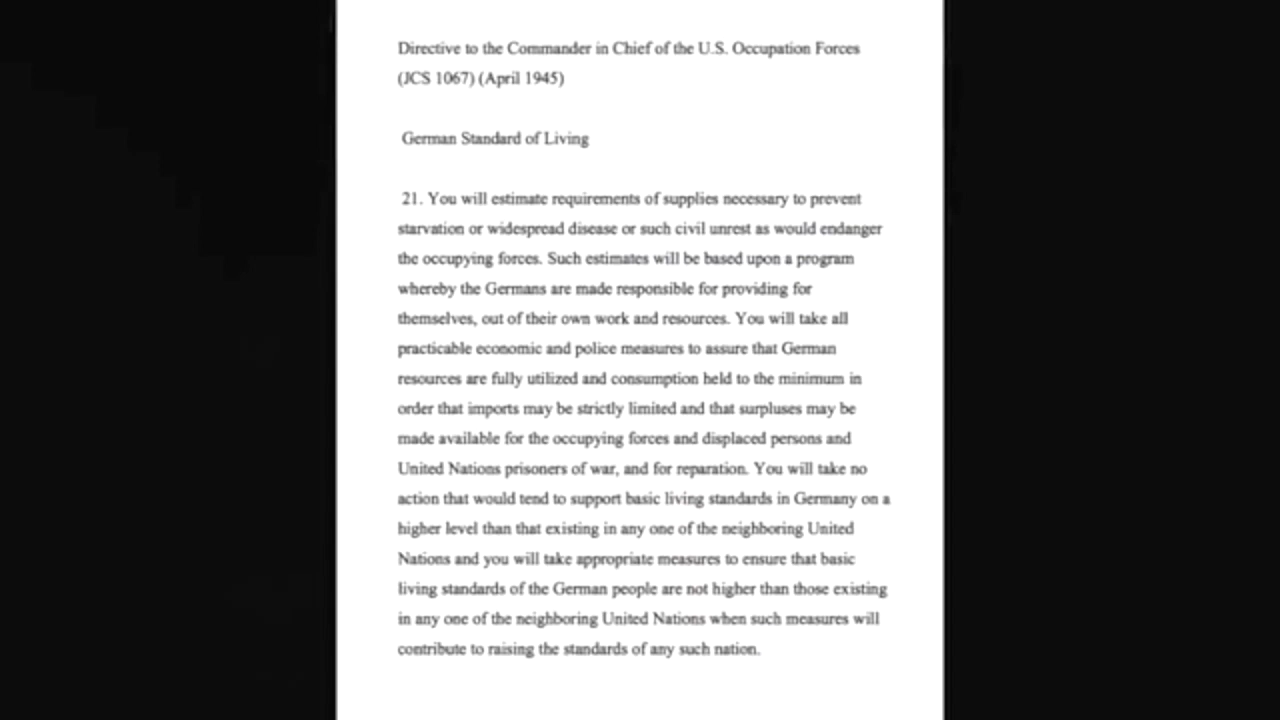 Directive to the Commander in Chief of the U.S. Occupation Forces
(JCS 1067) (April 1945)
German Standard of Living
21. You will estimate requirements of supplies necessary to prevent
starvation or widespread disease or such civil unrest as would endanger
the occupying forces. Such estimates will be based upon a program
whereby the Germans are made responsible for providing for
themselves, out of their own work and resources. You will take all
practicable economic and police measures to assure that German
resources are fully utilized and consumption held to the minimum in
order that imports may be strictly limited and that surpluses may be
made available for the occupying forces and displaced persons and
United Nations prisoners of war, and for reparation. You will take no
action that would tend to support basic living standards in Germany on a
higher level than that existing in any one of the neighboring United
Nations and you will take appropriate measures to ensure that basic
living standards of the German people are not higher than those existing
in any one of the neighboring United Nations when such measures will
contribute to raising the standards of any such nation.